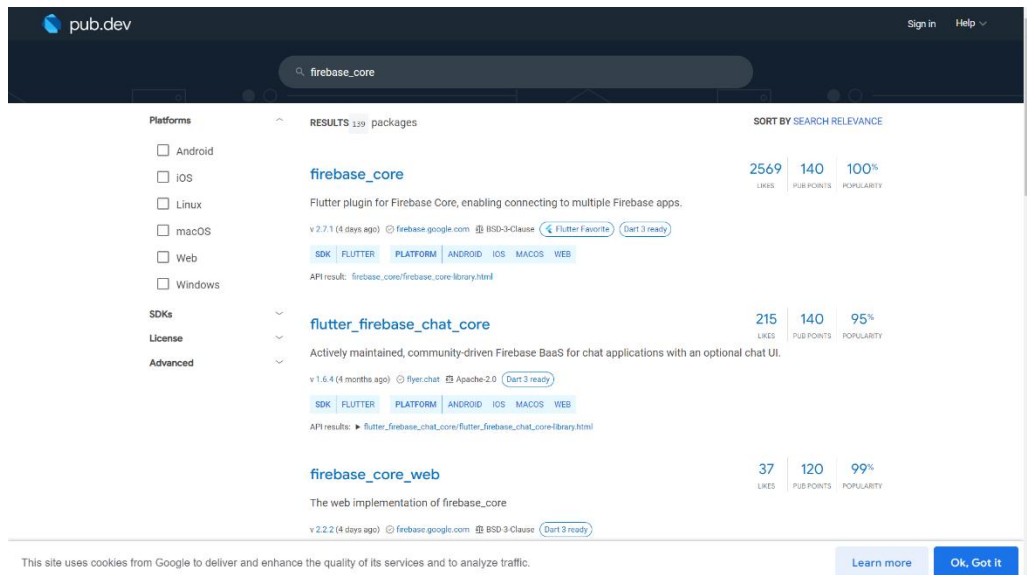 pub.dev
Sign in Help
firebase_core
Platforms
Android
iOS
Linux
macOS
Web
Windows
SDKs
License
Advanced
RESULTS 139 packages
SORT BY SEARCH RELEVANCE
firebase_core
2569 140 100%
LIKES PUB POINTS POPULARITY
Flutter plugin for Firebase Core, enabling connecting to multiple Firebase apps.
v 2.7.1 (4 days ago) firebase.google.com BSD-3-Clause Flutter Favorite Dart 3 ready
SDK FLUTTER PLATFORM ANDROID IOS MACOS WEB
API result: firebase_core/firebase_core-library.html
flutter_firebase_chat_core
215 140 95%
LIKES PUB POINTS POPULARITY
Actively maintained, community-driven Firebase BaaS for chat applications with an optional chat UI.
v 1.6.4 (4 months ago) flyer.chat Apache-2.0 Dart 3 ready
SDK FLUTTER PLATFORM ANDROID IOS MACOS WEB
API results: ▶ flutter_firebase_chat_core/flutter_firebase_chat_core-library.html
firebase_core_web
37 120 99%
LIKES PUB POINTS POPULARITY
The web implementation of firebase_core
v 2.2.2 (4 days ago) firebase.google.com BSD-3-Clause Dart 3 ready
This site uses cookies from Google to deliver and enhance the quality of its services and to analyze traffic.
Learn more Ok, Got it